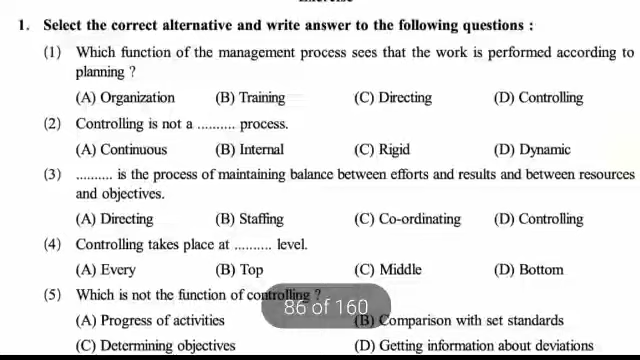 1. Select the correct alternative and write answer to the following questions :
(1) Which function of the management process sees that the work is performed according to
planning ?
(A) Organization (B) Training (C) Directing (D) Controlling
(2) Controlling is not a .......... process.
(A) Continuous (B) Internal (C) Rigid (D) Dynamic
(3) .......... is the process of maintaining balance between efforts and results and between resources
and objectives.
(A) Directing (B) Staffing (C) Co-ordinating (D) Controlling
(4) Controlling takes place at .......... level.
(A) Every (B) Top (C) Middle (D) Bottom
(5) Which is not the function of controlling ?
86 of 160
(A) Progress of activities (B) Comparison with set standards
(C) Determining objectives (D) Getting information about deviations